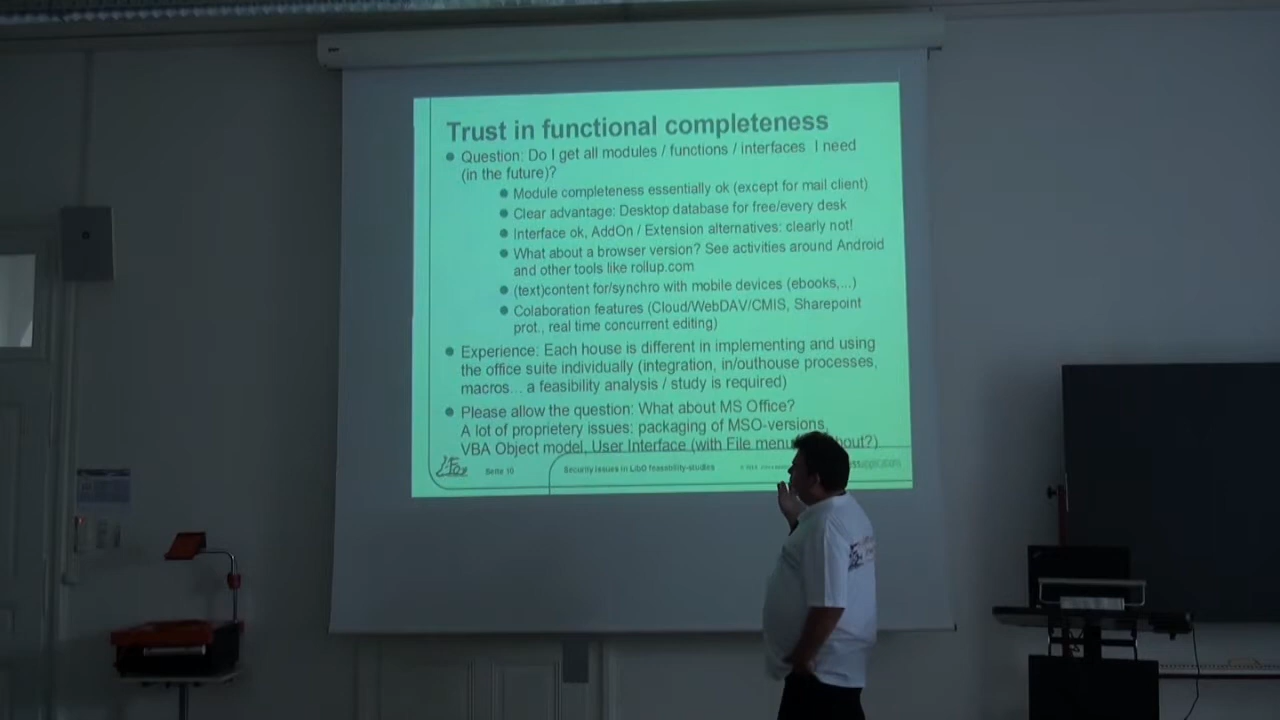 Trust in functional completeness
Question: Do I get all modules / functions / interfaces I need
(in the future)?
Module completeness essentially ok (except for mail client)
Clear advantage: Desktop database for free/every desk
Interface ok, AddOn / Extension alternatives: clearly not!
What about a browser version? See activities around Android
and other tools like rollup.com
(text)content for/synchro with mobile devices (ebooks,...)
Colaboration features (Cloud/WebDAV/CMIS, Sharepoint
prot., real time concurrent editing)
Experience: Each house is different in implementing and using
the office suite individually (integration, in/outhouse processes,
macros... a feasibility analysis / study is required)
Please allow the question: What about MS Office?
A lot of proprietery issues: packaging of MSO-versions,
VBA Object model, User Interface (with File menu bout?)
Seite 10 Security issues in LibO feasability-studies